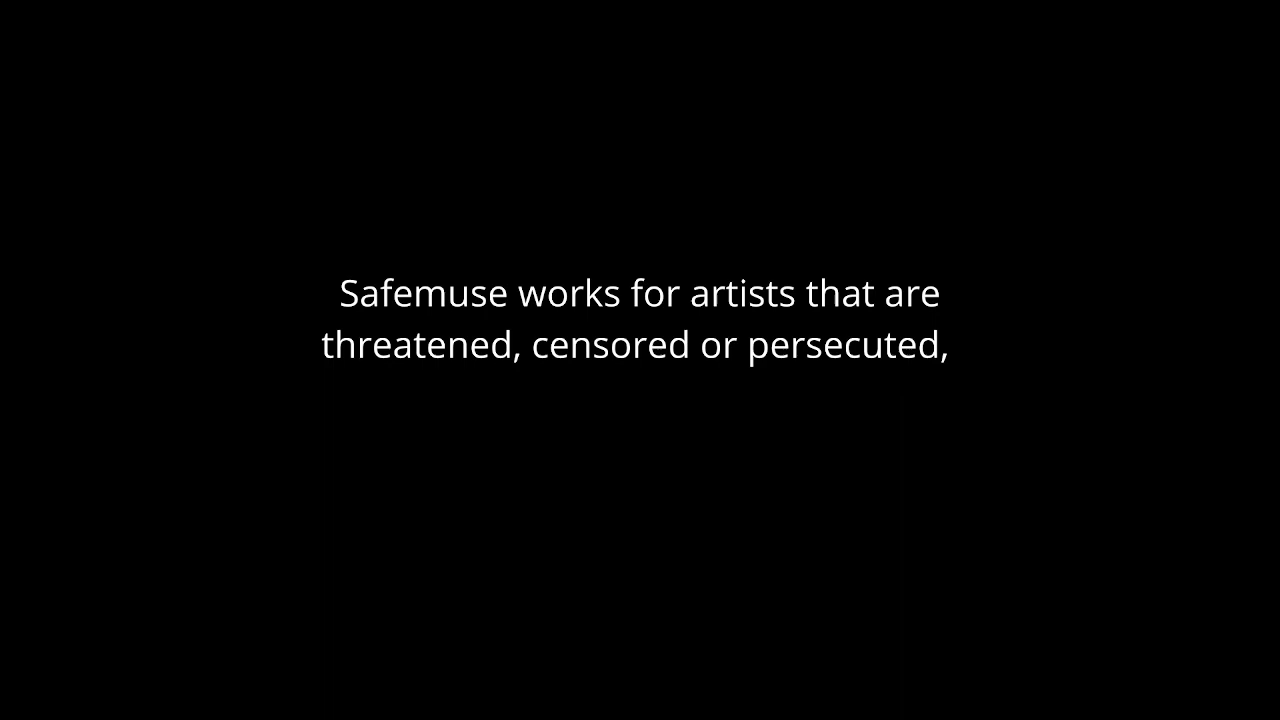 Safemuse works for artists that are
threatened, censored or persecuted,